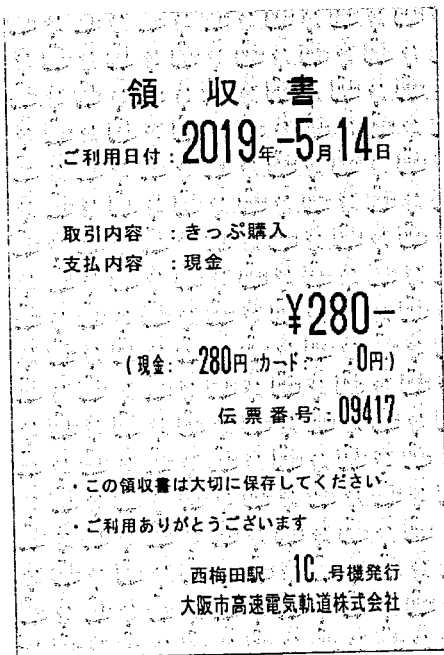 領収書
ご利用日付：2019年-5月14日
取引内容　：きっぷ購入
支払内容　：現金
¥280-
(現金:　280円 カード:　0円)
伝票番号：09417
・この領収書は大切に保存してください
・ご利用ありがとうございます
西梅田駅　1C 号機発行
大阪市高速電気軌道株式会社